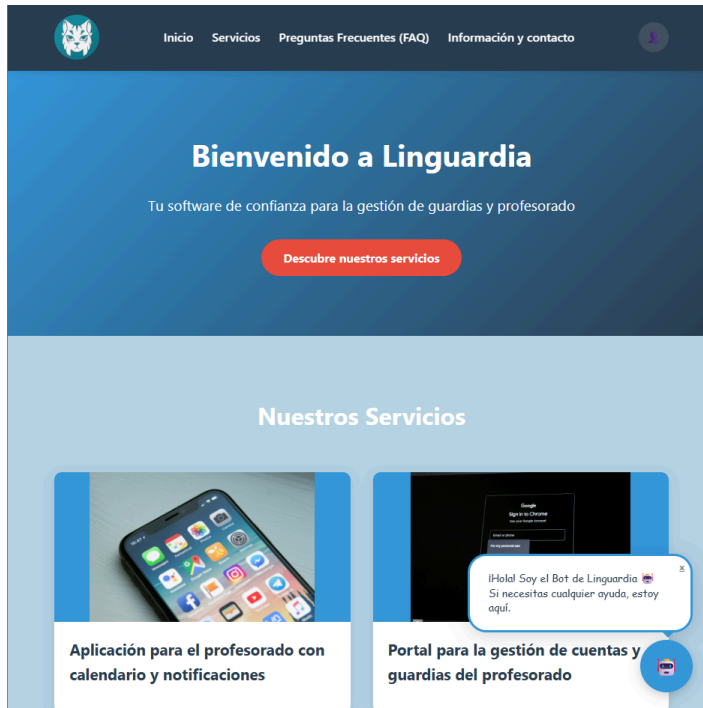 Inicio Servicios Preguntas Frecuentes (FAQ) Información y contacto
Bienvenido a Linguardia
Tu software de confianza para la gestión de guardias y profesorado
Descubre nuestros servicios
Nuestros Servicios
Google
Sign in to Chrome
Email or phone
Aplicación para el profesorado con
calendario y notificaciones
Portal para la gestión de cuentas y
guardias del profesorado
x
¡Hola! Soy el Bot de Linguardia
Si necesitas cualquier ayuda, estoy
aquí.